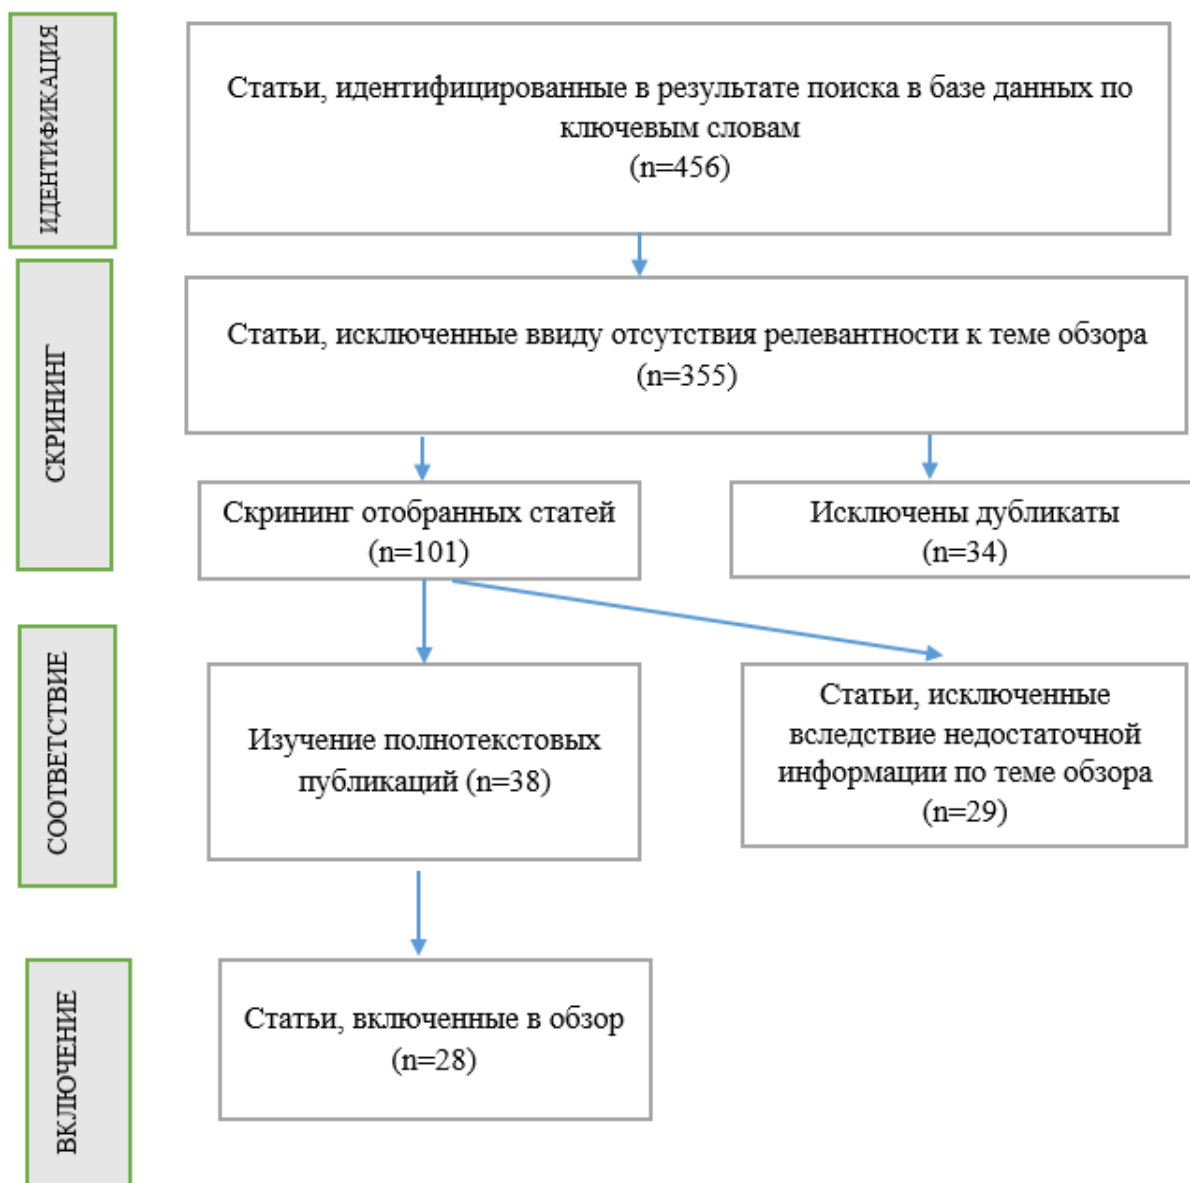 ИДЕНТИФИКАЦИЯ
Статьи, идентифицированные в результате поиска в базе данных по
ключевым словам
(n=456)
СКРИНИНГ
Статьи, исключенные ввиду отсутствия релевантности к теме обзора
(n=355)
Скрининг отобранных статей
(n=101)
Исключены дубликаты
(n=34)
СООТВЕТСТВИЕ
Изучение полнотекстовых
публикаций (n=38)
Статьи, исключенные
вследствие недостаточной
информации по теме обзора
(n=29)
ВКЛЮЧЕНИЕ
Статьи, включенные в обзор
(n=28)